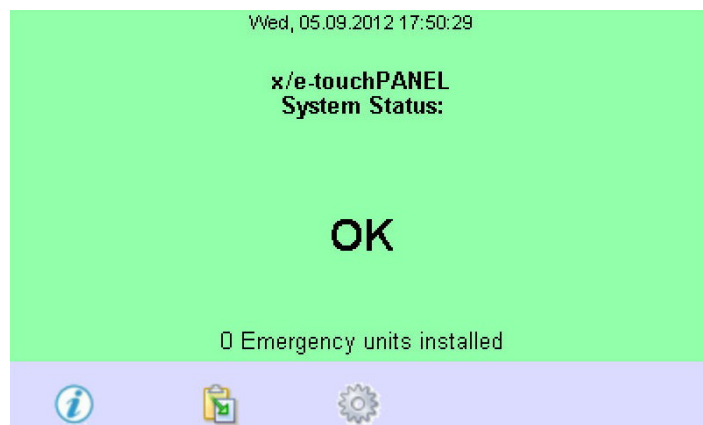 Wed, 05.09.2012 17:50:29
x/e-touchPANEL
System Status:
OK
0 Emergency units installed